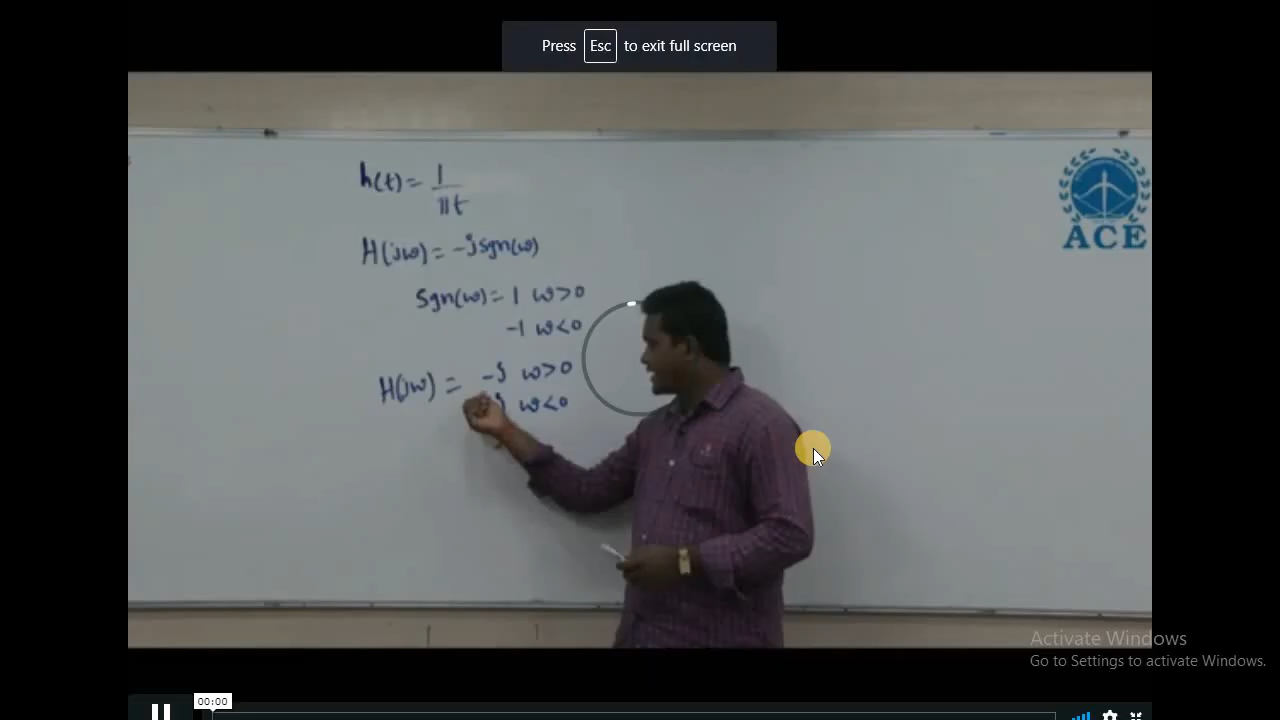 Press Esc to exit full screen
h(t) = 1/πt
H(jω) = -j sgn(ω)
Sgn(ω) = 1 ω>0
-1 ω<0
H(jω) = -j ω>0
j ω<0
ACE
Activate Windows
Go to Settings to activate Windows.
00:00